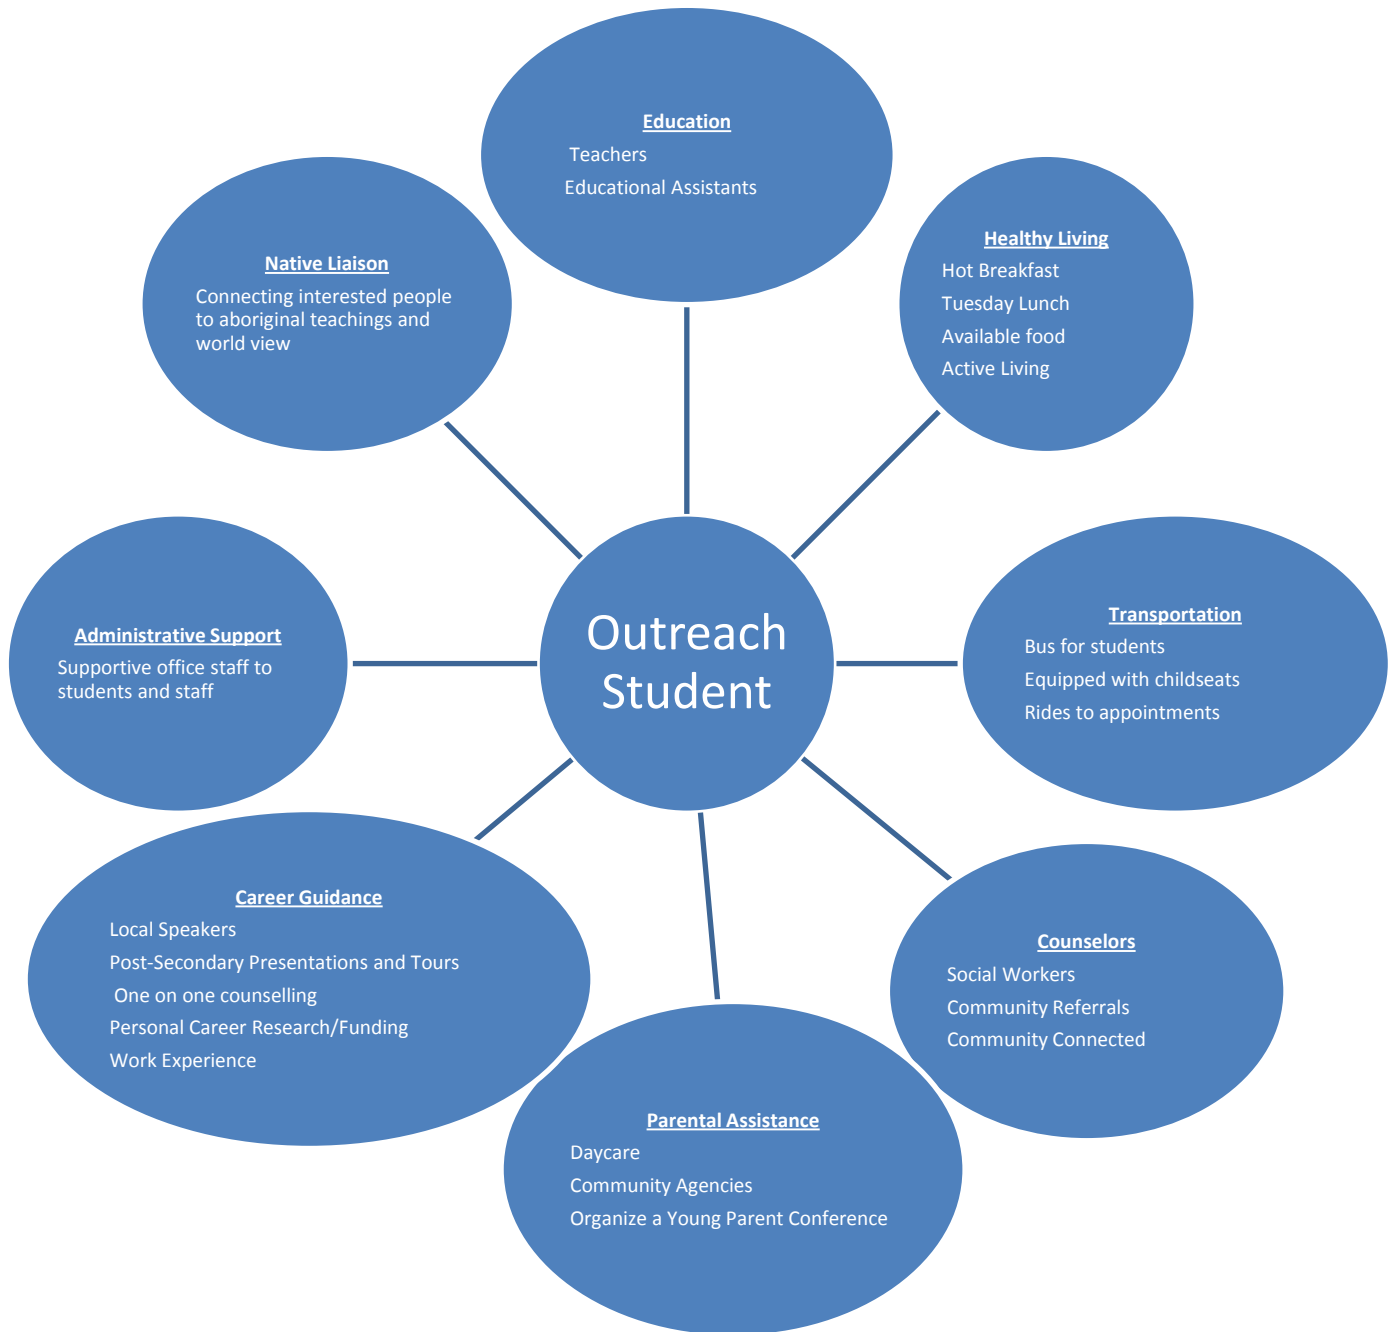 Education
Teachers
Educational Assistants
Healthy Living
Hot Breakfast
Tuesday Lunch
Available food
Active Living
Native Liaison
Connecting interested people
to aboriginal teachings and
world view
Outreach
Student
Transportation
Bus for students
Equipped with childseats
Rides to appointments
Administrative Support
Supportive office staff to
students and staff
Career Guidance
Local Speakers
Post-Secondary Presentations and Tours
One on one counselling
Personal Career Research/Funding
Work Experience
Counselors
Social Workers
Community Referrals
Community Connected
Parental Assistance
Daycare
Community Agencies
Organize a Young Parent Conference